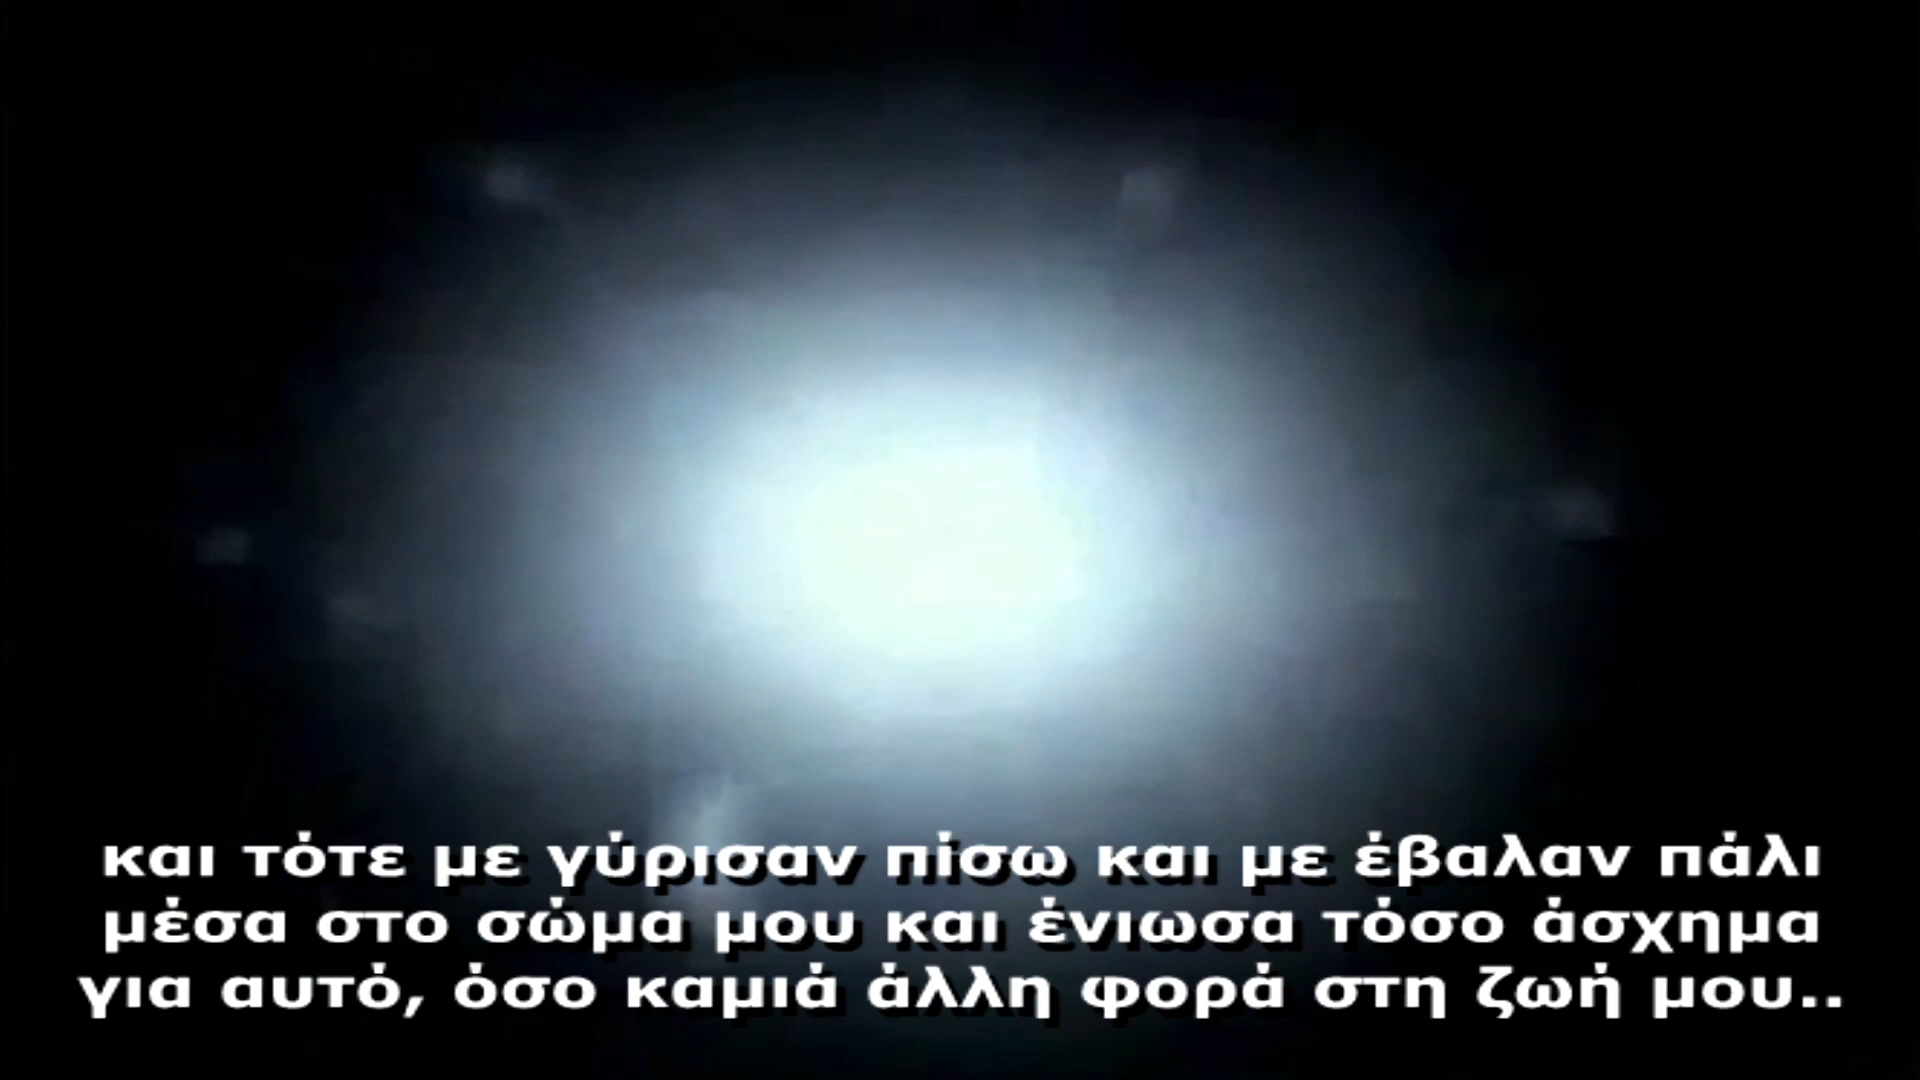 και τότε με γύρισαν πίσω και με έβαλαν πάλι
μέσα στο σώμα μου και ένιωσα τόσο άσχημα
για αυτό, όσο καμιά άλλη φορά στη ζωή μου..